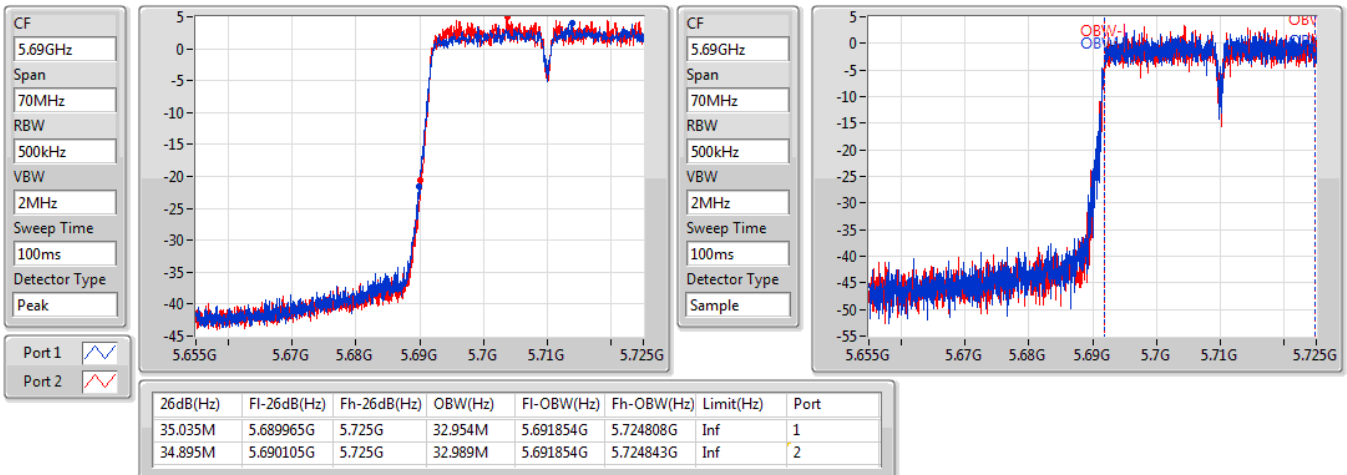 CF
5.69GHz
Span
70MHz
RBW
500kHz
VBW
2MHz
Sweep Time
100ms
Detector Type
Peak
5
0
-5
-10
-15
-20
-25
-30
-35
-40
-45
5.655G 5.67G 5.68G 5.69G 5.7G 5.71G 5.725G
CF
5.69GHz
Span
70MHz
RBW
500kHz
VBW
2MHz
Sweep Time
100ms
Detector Type
Sample
5
0
-5
-10
-15
-20
-25
-30
-35
-40
-45
-50
-55
5.655G 5.67G 5.68G 5.69G 5.7G 5.71G 5.725G
Port 1
Port 2
26dB(Hz) Fl-26dB(Hz) Fh-26dB(Hz) OBW(Hz) Fl-OBW(Hz) Fh-OBW(Hz) Limit(Hz) Port
35.035M 5.689965G 5.725G 32.954M 5.691854G 5.724808G Inf 1
34.895M 5.690105G 5.725G 32.989M 5.691854G 5.724843G Inf 2